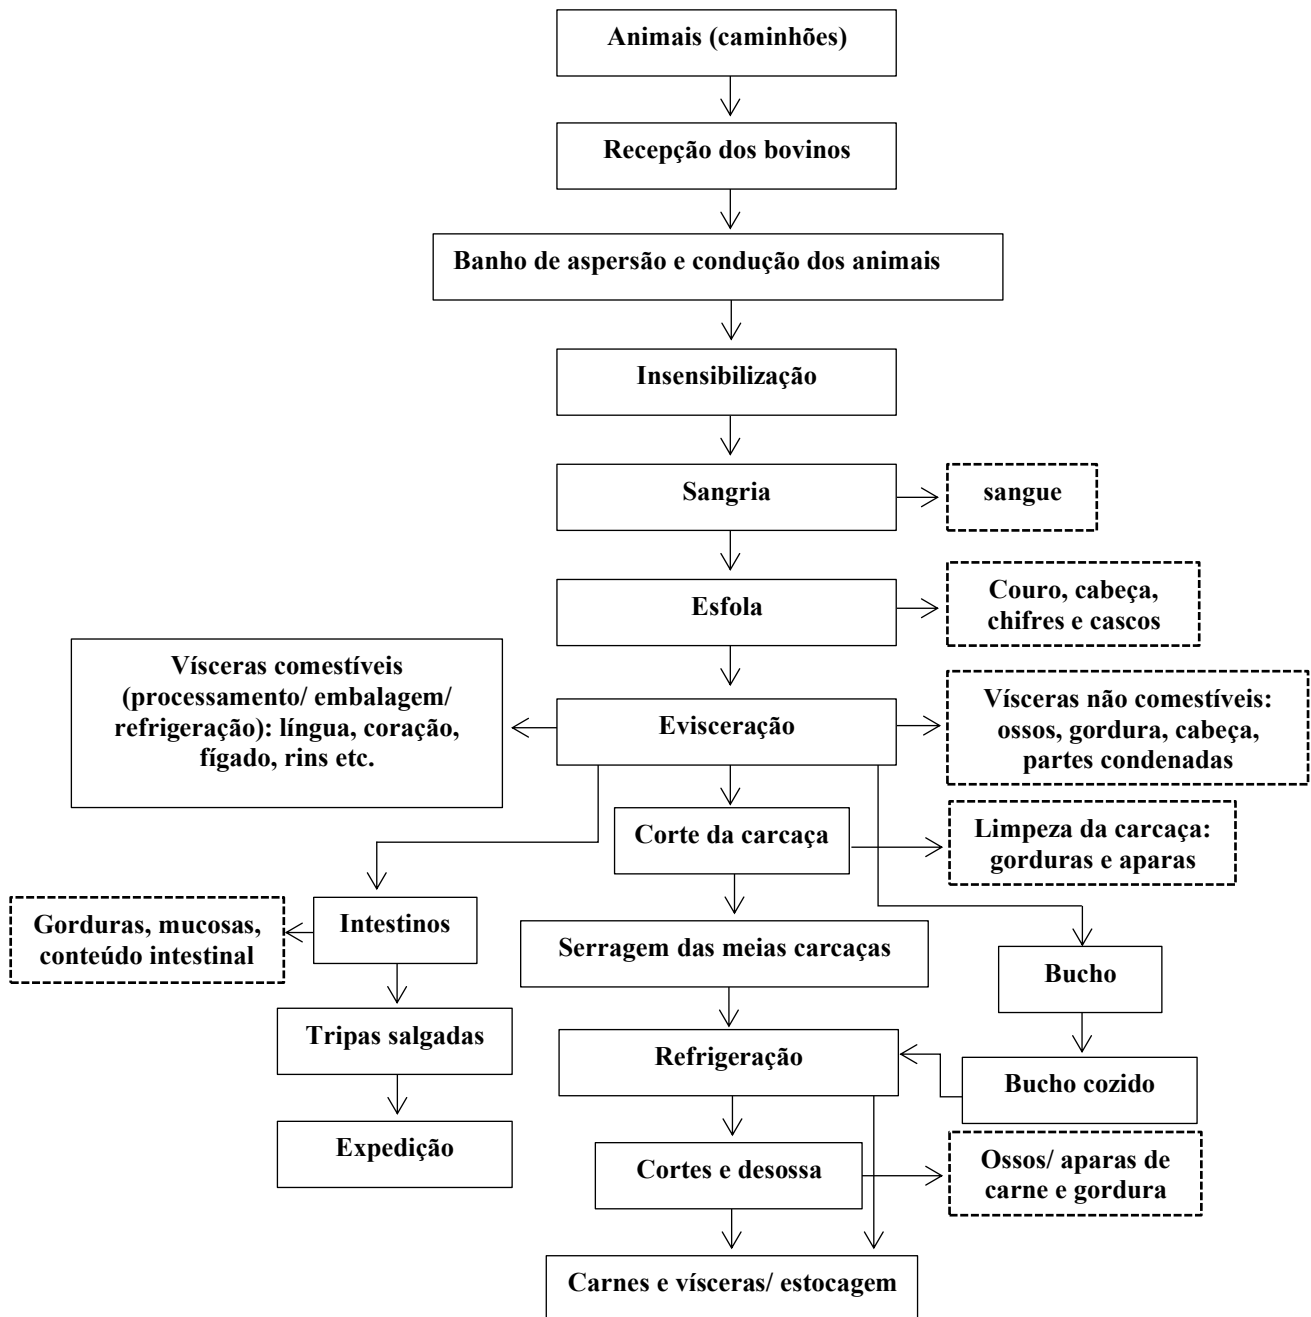 Animais (caminhões)
Recepção dos bovinos
Banho de aspersão e condução dos animais
Insensibilização
Sangria
sangue
Esfola
Couro, cabeça,
chifres e cascos
Vísceras comestíveis
(processamento/ embalagem/
refrigeração): língua, coração,
fígado, rins etc.
Evisceração
Vísceras não comestíveis:
ossos, gordura, cabeça,
partes condenadas
Corte da carcaça
Limpeza da carcaça:
gorduras e aparas
Gorduras, mucosas,
conteúdo intestinal
Intestinos
Serragem das meias carcaças
Bucho
Tripas salgadas
Refrigeração
Bucho cozido
Expedição
Cortes e desossa
Ossos/ aparas de
carne e gordura
Carnes e vísceras/ estocagem